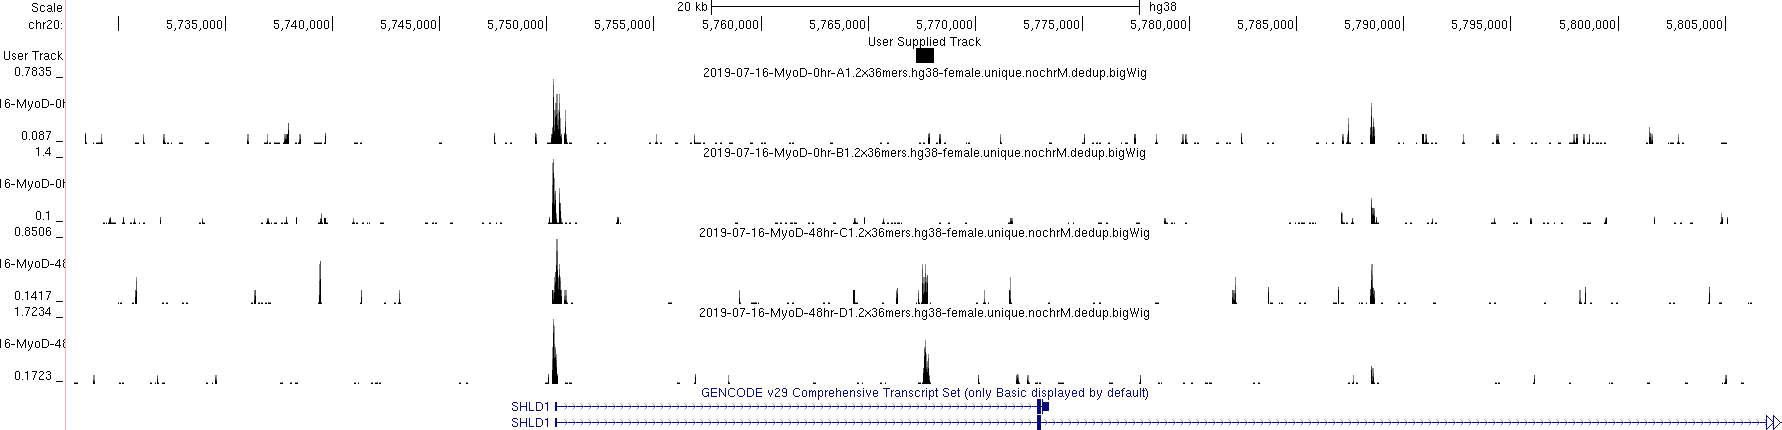 Scale 20 kb hg38
chr20: 5,735,000 5,740,000 5,745,000 5,750,000 5,755,000 5,760,000 5,765,000 5,770,000 5,775,000 5,780,000 5,785,000 5,790,000 5,795,000 5,800,000 5,805,000
User Supplied Track
User Track
0.7835 _ 2019-07-16-MyoD-0hr-A1.2x36mers.hg38-female.unique.nochrM.dedup.bigWig
16-MyoD-0h
0.087 _
1.4 _ 2019-07-16-MyoD-0hr-B1.2x36mers.hg38-female.unique.nochrM.dedup.bigWig
16-MyoD-0h
0.1 _
0.8506 _ 2019-07-16-MyoD-48hr-C1.2x36mers.hg38-female.unique.nochrM.dedup.bigWig
16-MyoD-48
0.1417 _
1.7234 _ 2019-07-16-MyoD-48hr-D1.2x36mers.hg38-female.unique.nochrM.dedup.bigWig
16-MyoD-48
0.1723 _
GENCODE v29 Comprehensive Transcript Set (only Basic displayed by default)
SHLD1
SHLD1